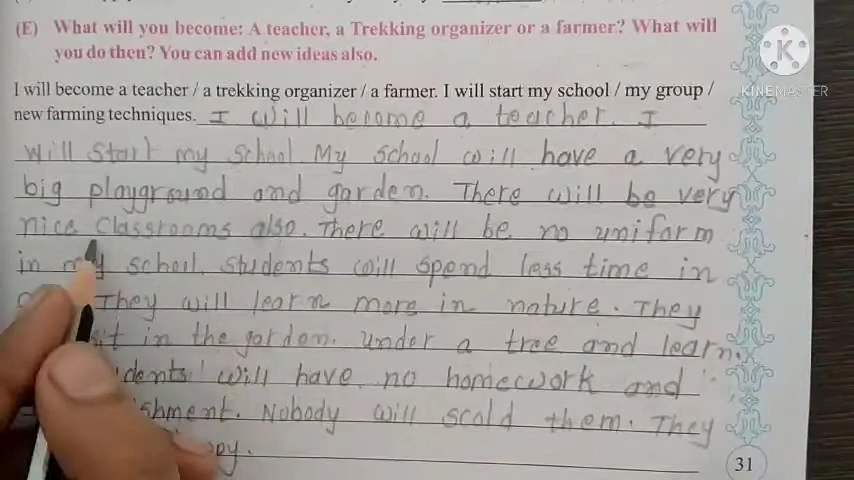 (E) What will you become: A teacher, a Trekking organizer or a farmer? What will
you do then? You can add new ideas also.
I will become a teacher / a trekking organizer / a farmer. I will start my school / my group /
new farming techniques. I will become a teacher. I
will start my school. My school will have a very
big playground and garden. There will be very
nice classrooms also. There will be no uniform
in my school. Students will spend less time in
They will learn more in nature. They
sit in the garden. under a tree and learn.
will have no homework and
Nobody will scold them. They
31
K
KINEMASTER